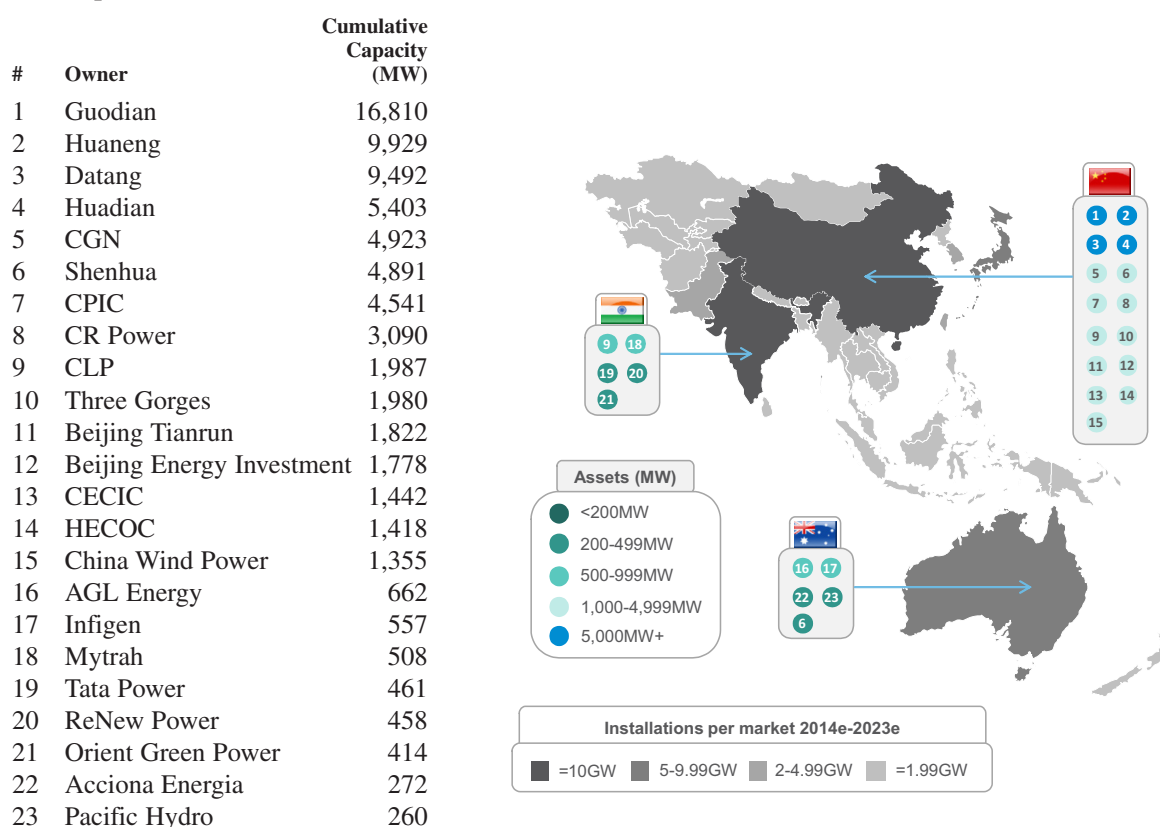 Cumulative
Capacity
# Owner (MW)
1 Guodian 16,810
2 Huaneng 9,929
3 Datang 9,492
4 Huadian 5,403
5 CGN 4,923
6 Shenhua 4,891
7 CPIC 4,541
8 CR Power 3,090
9 CLP 1,987
10 Three Gorges 1,980
11 Beijing Tianrun 1,822
12 Beijing Energy Investment 1,778
13 CECIC 1,442
14 HECOC 1,418
15 China Wind Power 1,355
16 AGL Energy 662
17 Infigen 557
18 Mytrah 508
19 Tata Power 461
20 ReNew Power 458
21 Orient Green Power 414
22 Acciona Energia 272
23 Pacific Hydro 260
1 2
3 4
5 6
7 8
9 10
11 12
13 14
15
9 18
19 20
21
Assets (MW)
<200MW
200-499MW
500-999MW
1,000-4,999MW
5,000MW+
16 17
22 23
6
Installations per market 2014e-2023e
=10GW 5-9.99GW 2-4.99GW =1.99GW